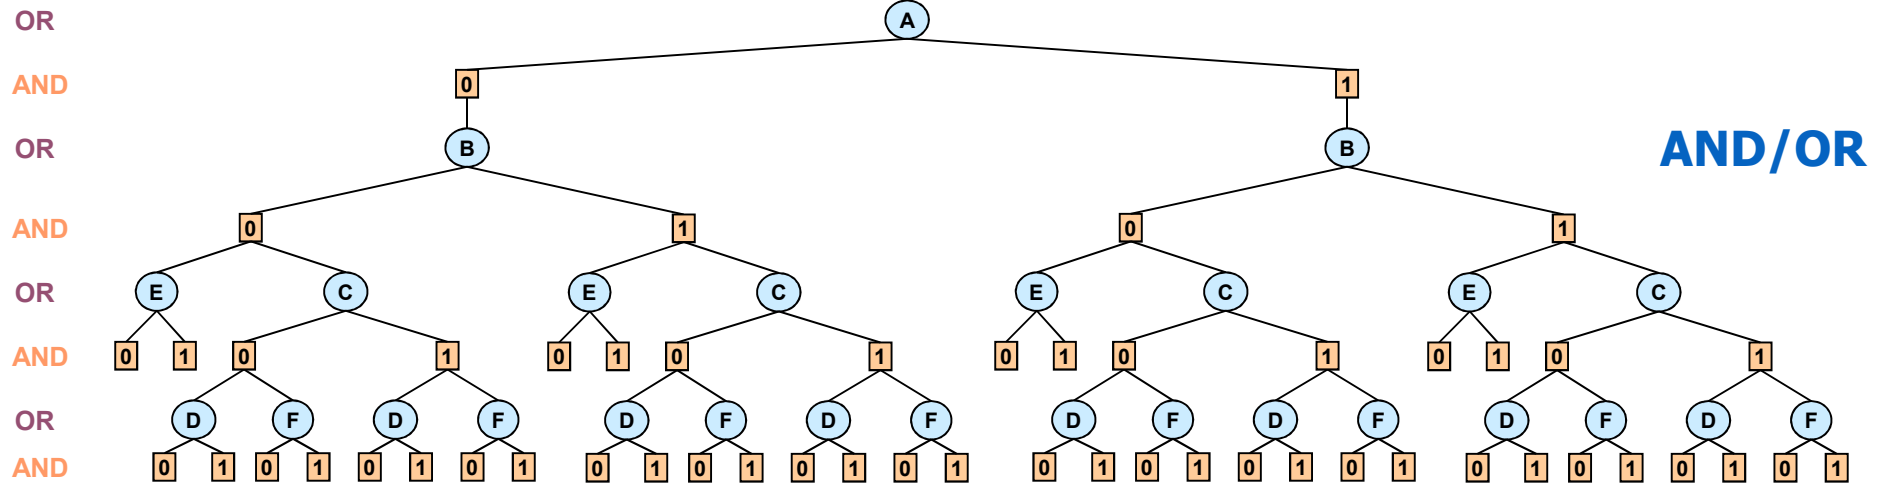 OR A
AND 0 1
OR B B AND/OR
AND 0 1 0 1
OR E C E C E C E C
AND 0 1 0 1 0 1 0 1 0 1 0 1 0 1 0 1
OR D F D F D F D F D F D F D F D F
AND 0 1 0 1 0 1 0 1 0 1 0 1 0 1 0 1 0 1 0 1 0 1 0 1 0 1 0 1 0 1 0 1